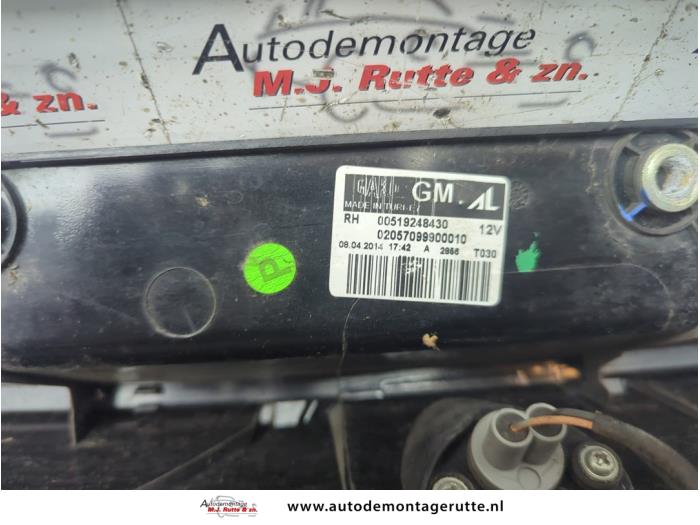 Autodemontage
M.J. Rutte & zn.
& zn.
GM. AL
MADE IN TURKEY
RH 00519248430 12V
02057099900010
08.04.2014 17:42 A 2956 T030
P
Autodemontage
M.J. Rutte & zn.
www.autodemontagerutte.nl